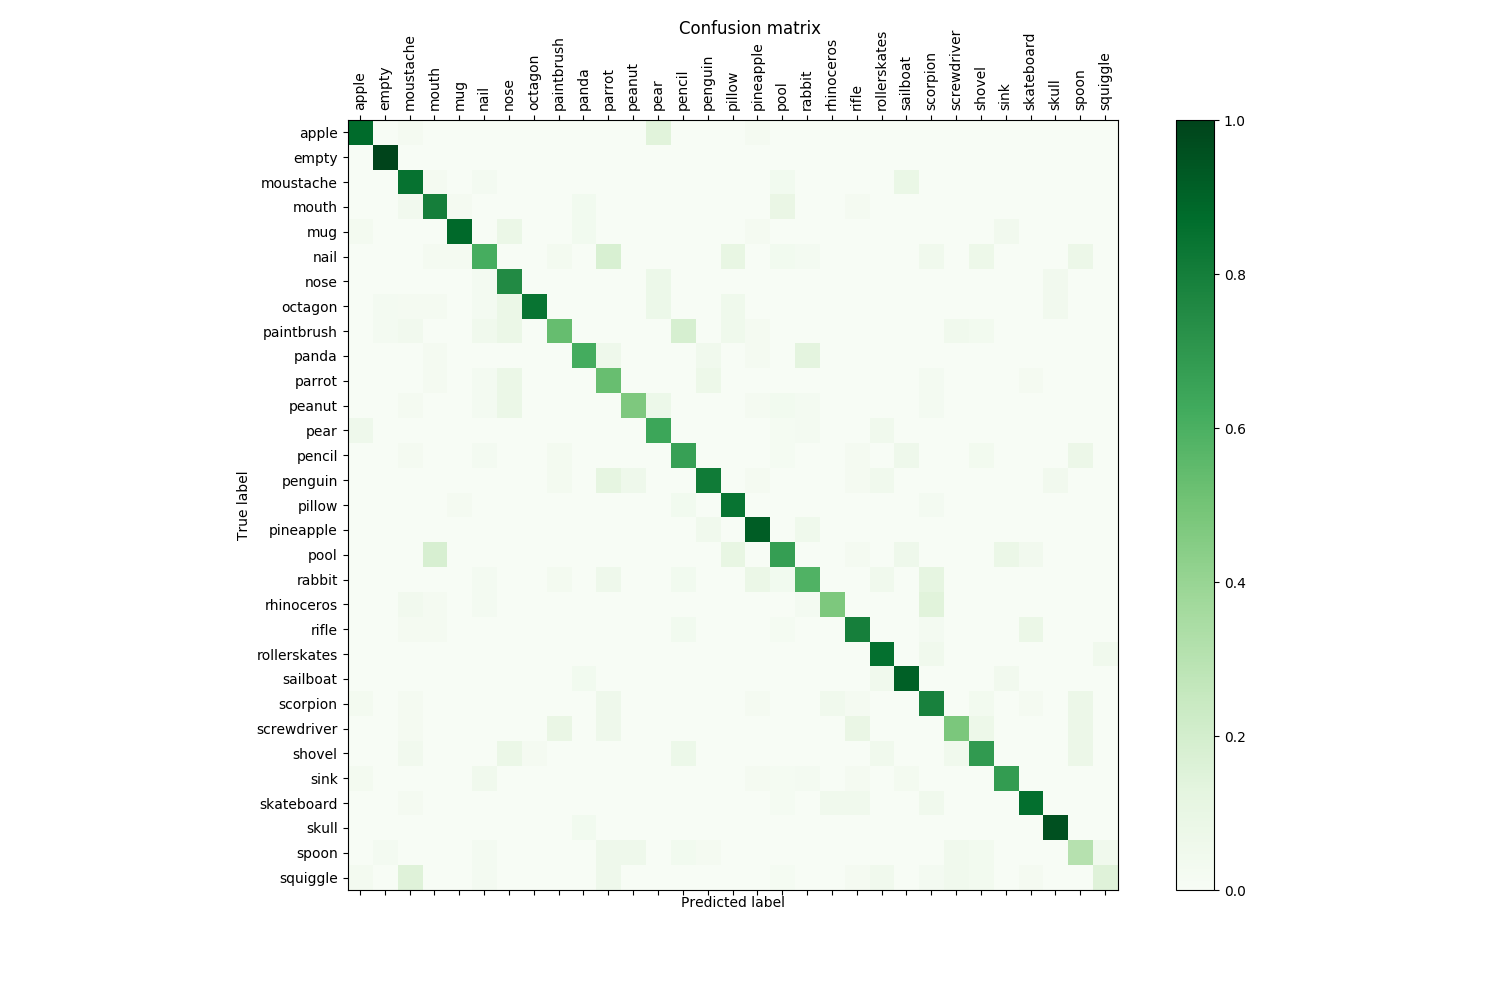 Confusion matrix
apple empty moustache mouth mug nail nose octagon paintbrush panda parrot peanut pear pencil penguin pillow pineapple pool rabbit rhinoceros rifle rollerskates sailboat scorpion screwdriver shovel sink skateboard skull spoon squiggle
True label
apple
empty
moustache
mouth
mug
nail
nose
octagon
paintbrush
panda
parrot
peanut
pear
pencil
penguin
pillow
pineapple
pool
rabbit
rhinoceros
rifle
rollerskates
sailboat
scorpion
screwdriver
shovel
sink
skateboard
skull
spoon
squiggle
Predicted label
1.0
0.8
0.6
0.4
0.2
0.0